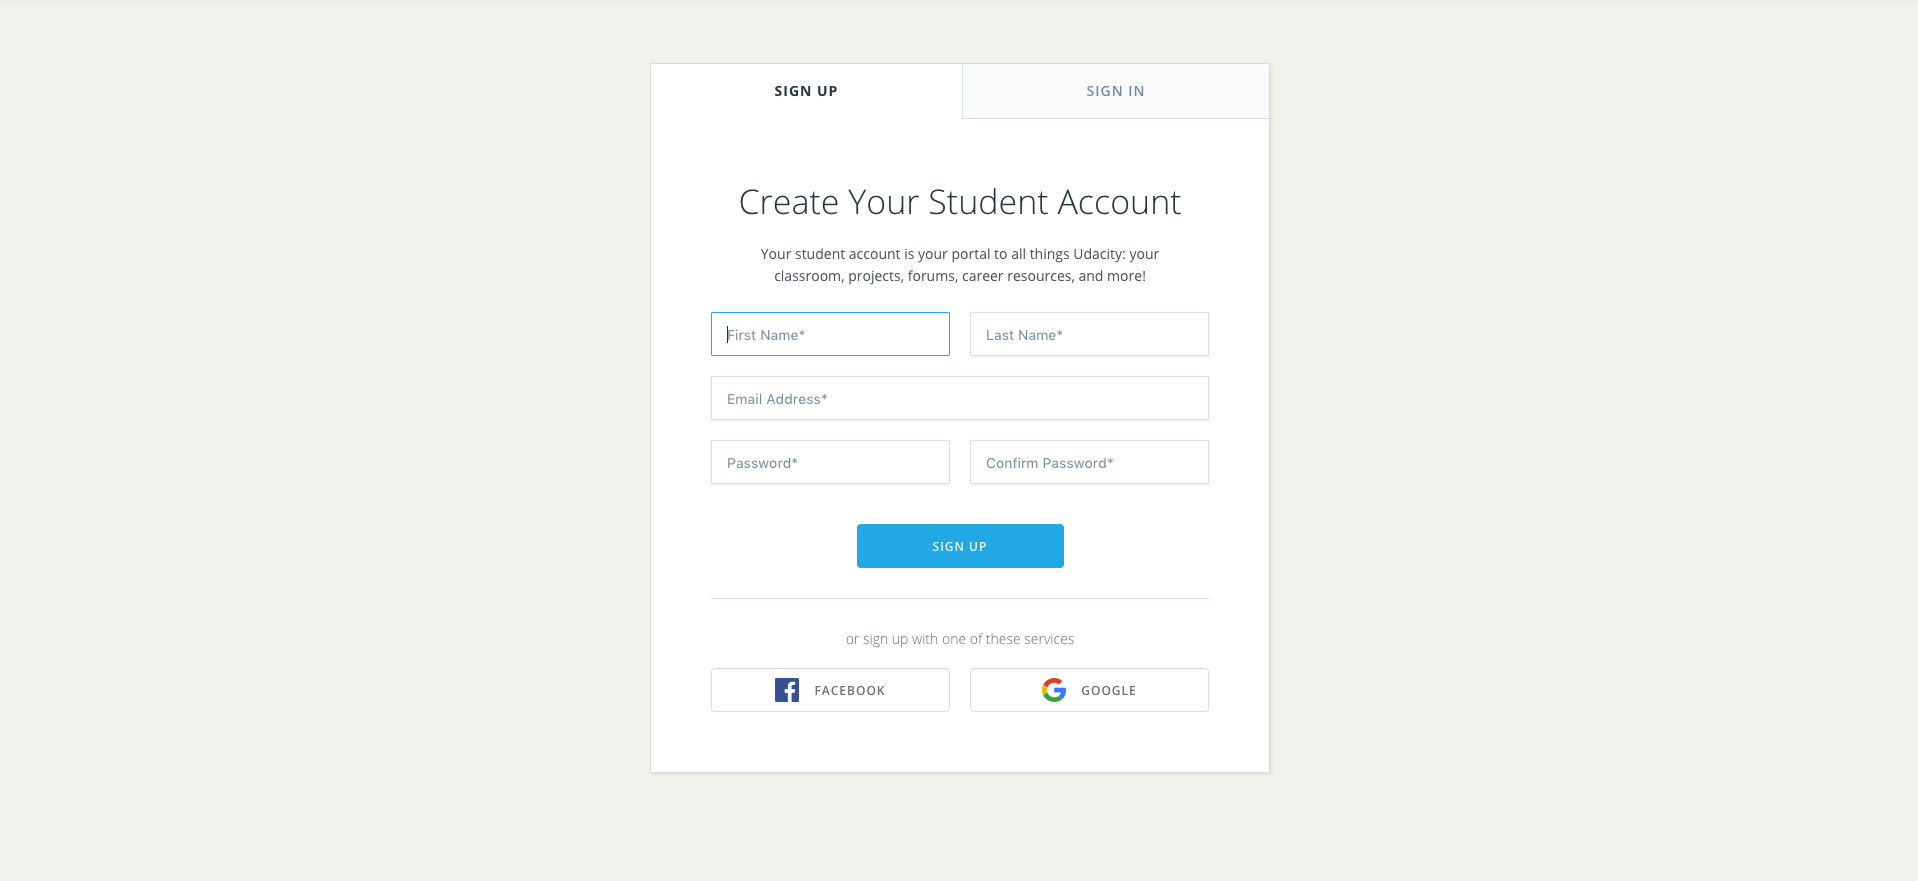 SIGN UP
SIGN IN
Create Your Student Account
Your student account is your portal to all things Udacity: your
classroom, projects, forums, career resources, and more!
First Name*
Last Name*
Email Address*
Password*
Confirm Password*
SIGN UP
or sign up with one of these services
FACEBOOK
GOOGLE